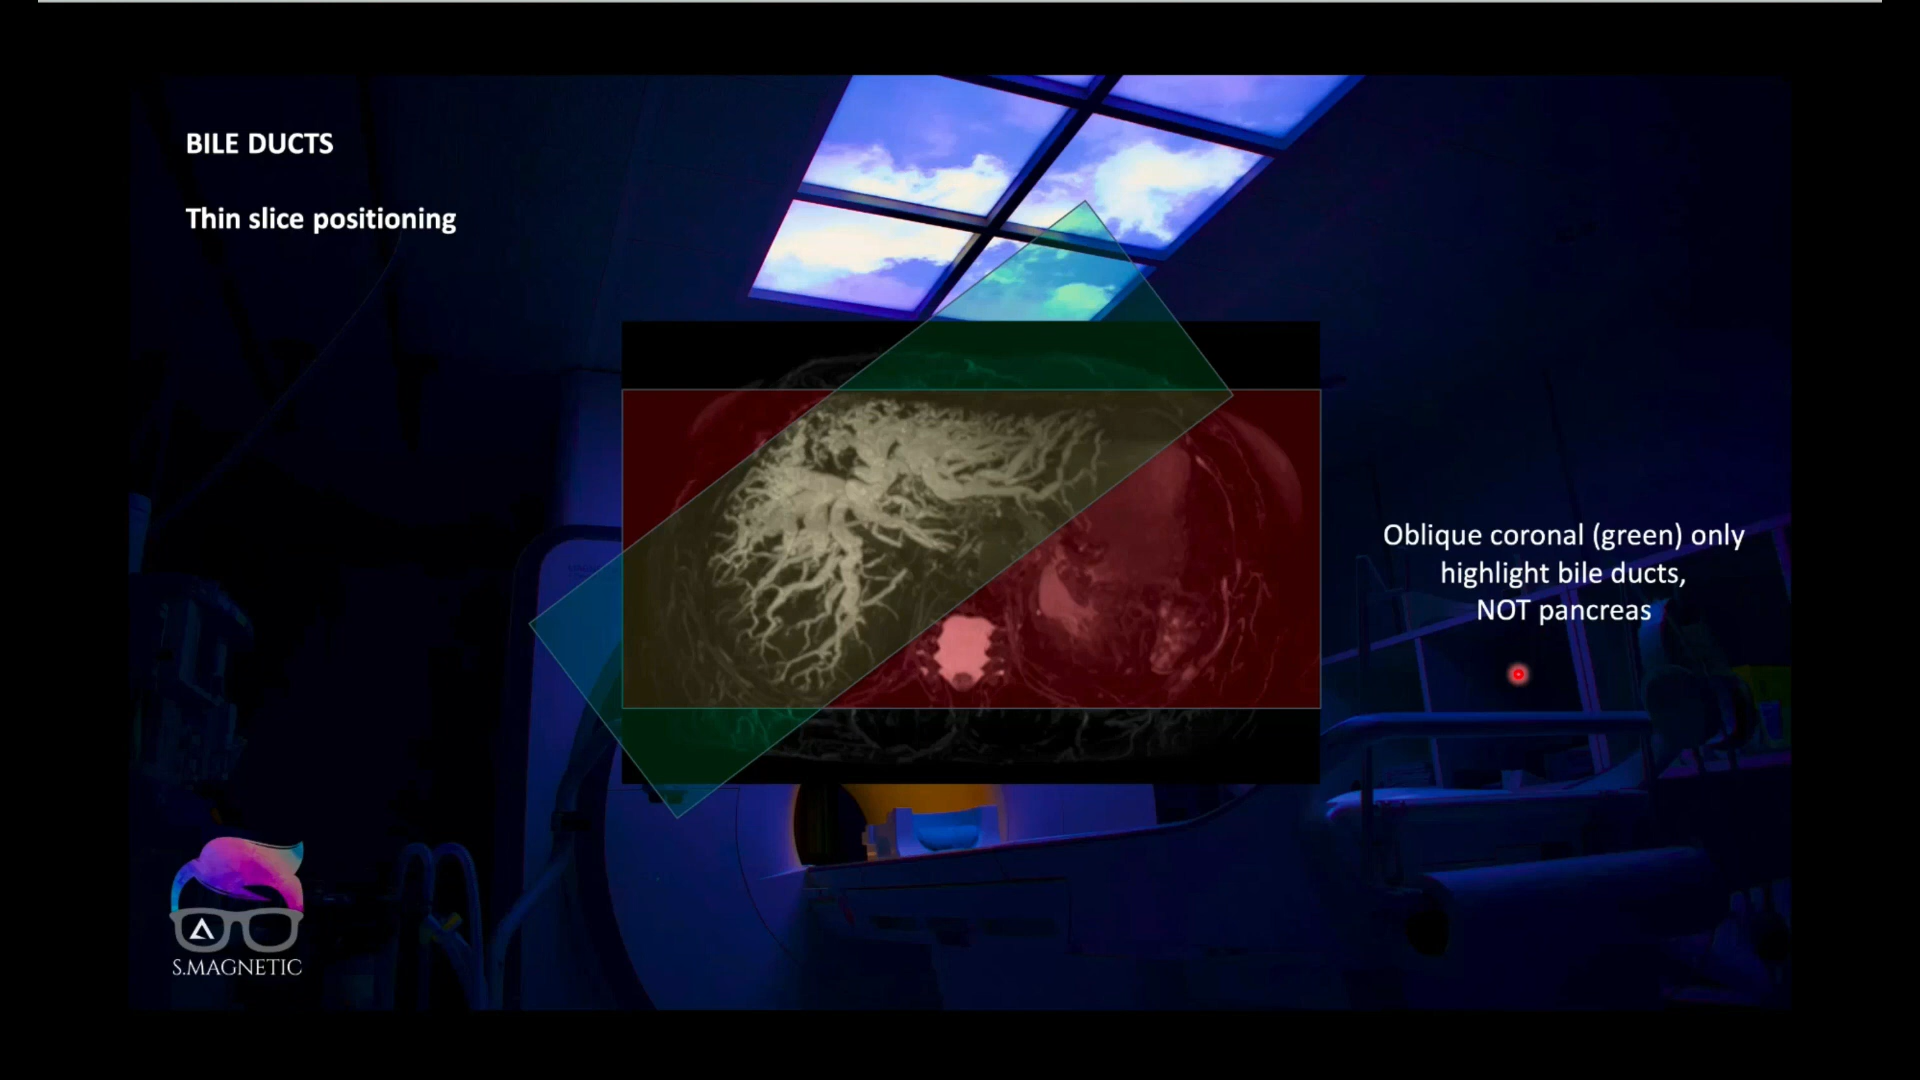 BILE DUCTS
Thin slice positioning
Oblique coronal (green) only
highlight bile ducts,
NOT pancreas
S.MAGNETIC